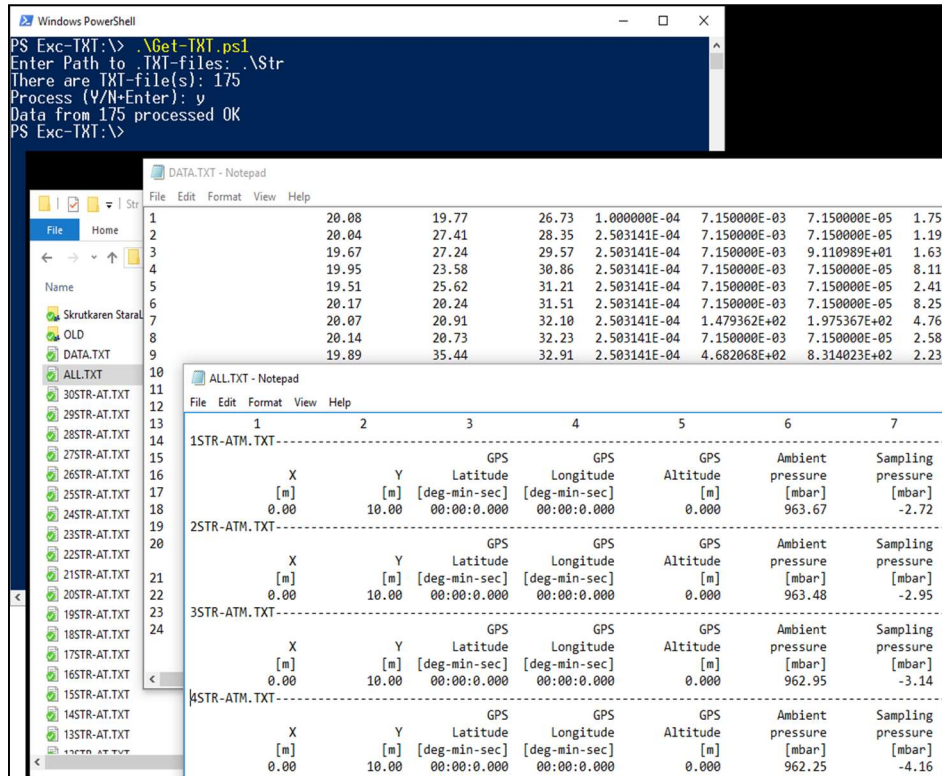 Windows PowerShell
PS Exc-TXT:\> .\Get-TXT.ps1
Enter Path to .TXT-files: .\Str
There are TXT-file(s): 175
Process (Y/N+Enter): y
Data from 175 processed OK
PS Exc-TXT:\>
DATA.TXT - Notepad
File Edit Format View Help
1 20.08 19.77 26.73 1.000000E-04 7.150000E-03 7.150000E-05 1.75
2 20.04 27.41 28.35 2.503141E-04 7.150000E-03 7.150000E-05 1.19
3 19.67 27.24 29.57 2.503141E-04 7.150000E-03 9.110989E+01 1.63
4 19.95 23.58 30.86 2.503141E-04 7.150000E-03 7.150000E-05 8.11
5 19.51 25.62 31.21 2.503141E-04 7.150000E-03 7.150000E-05 2.41
6 20.17 20.24 31.51 2.503141E-04 7.150000E-03 7.150000E-05 8.25
7 20.07 20.91 32.10 2.503141E-04 1.479362E+02 1.975367E+02 4.76
8 20.14 20.73 32.23 2.503141E-04 7.150000E-03 7.150000E-05 2.58
9 19.89 35.44 32.91 2.503141E-04 4.682068E+02 8.314023E+02 2.23
10
11
12
13
14
15
16
17
18
19
20
21
22
23
24
Str
File Home
Name
Skrutkaren StaraL
OLD
DATA.TXT
ALL.TXT
30STR-AT.TXT
29STR-AT.TXT
28STR-AT.TXT
27STR-AT.TXT
26STR-AT.TXT
25STR-AT.TXT
24STR-AT.TXT
23STR-AT.TXT
22STR-AT.TXT
21STR-AT.TXT
20STR-AT.TXT
19STR-AT.TXT
18STR-AT.TXT
17STR-AT.TXT
16STR-AT.TXT
15STR-AT.TXT
14STR-AT.TXT
13STR-AT.TXT
ALL.TXT - Notepad
File Edit Format View Help
1 2 3 4 5 6 7
1STR-ATM.TXT------------------------------------------------------------
GPS GPS GPS Ambient Sampling
X Y Latitude Longitude Altitude pressure pressure
[m] [m] [deg-min-sec] [deg-min-sec] [m] [mbar] [mbar]
0.00 10.00 00:00:0.000 00:00:0.000 0.000 963.67 -2.72
2STR-ATM.TXT------------------------------------------------------------
GPS GPS GPS Ambient Sampling
X Y Latitude Longitude Altitude pressure pressure
[m] [m] [deg-min-sec] [deg-min-sec] [m] [mbar] [mbar]
0.00 10.00 00:00:0.000 00:00:0.000 0.000 963.48 -2.95
3STR-ATM.TXT------------------------------------------------------------
GPS GPS GPS Ambient Sampling
X Y Latitude Longitude Altitude pressure pressure
[m] [m] [deg-min-sec] [deg-min-sec] [m] [mbar] [mbar]
0.00 10.00 00:00:0.000 00:00:0.000 0.000 962.95 -3.14
4STR-ATM.TXT------------------------------------------------------------
GPS GPS GPS Ambient Sampling
X Y Latitude Longitude Altitude pressure pressure
[m] [m] [deg-min-sec] [deg-min-sec] [m] [mbar] [mbar]
0.00 10.00 00:00:0.000 00:00:0.000 0.000 962.25 -4.16